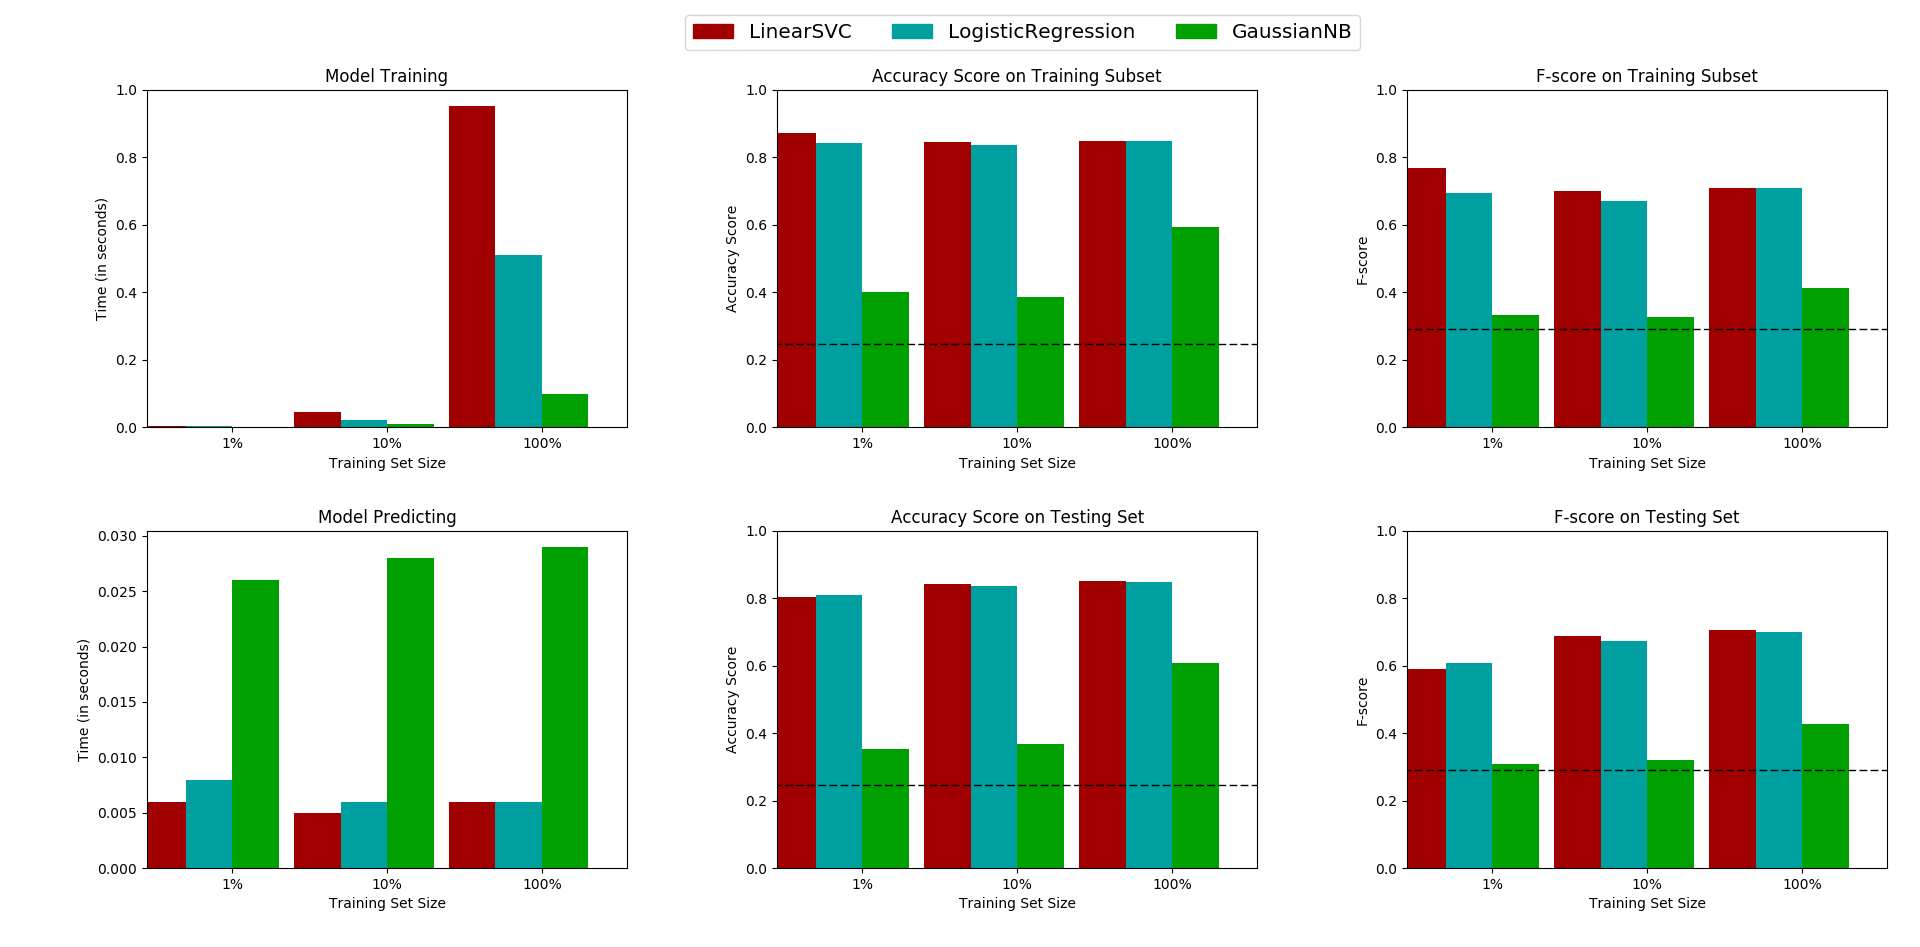 LinearSVC LogisticRegression GaussianNB
Model Training
1.0
0.8
0.6
0.4
0.2
0.0
Time (in seconds)
1% 10% 100%
Training Set Size
Accuracy Score on Training Subset
1.0
0.8
0.6
0.4
0.2
0.0
Accuracy Score
1% 10% 100%
Training Set Size
F-score on Training Subset
1.0
0.8
0.6
0.4
0.2
0.0
F-score
1% 10% 100%
Training Set Size
Model Predicting
0.030
0.025
0.020
0.015
0.010
0.005
0.000
Time (in seconds)
1% 10% 100%
Training Set Size
Accuracy Score on Testing Set
1.0
0.8
0.6
0.4
0.2
0.0
Accuracy Score
1% 10% 100%
Training Set Size
F-score on Testing Set
1.0
0.8
0.6
0.4
0.2
0.0
F-score
1% 10% 100%
Training Set Size